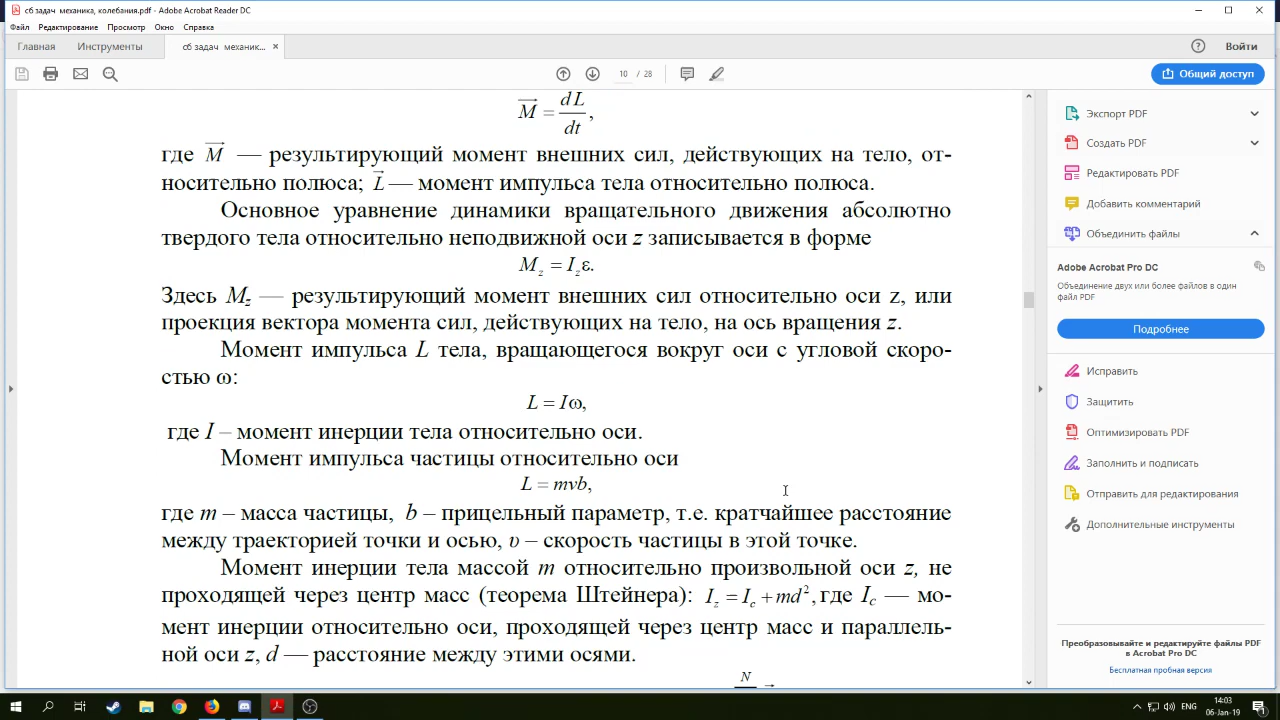 сб задач механика, колебания.pdf - Adobe Acrobat Reader DC
Файл Редактирование Просмотр Окно Справка
Главная Инструменты сб задач механик... × Войти
10 / 28 Общий доступ
M = dL/dt,
где M — результирующий момент внешних сил, действующих на тело, от-
носительно полюса; L — момент импульса тела относительно полюса.
Основное уравнение динамики вращательного движения абсолютно
твердого тела относительно неподвижной оси z записывается в форме
M_z = I_z ε.
Здесь M_z — результирующий момент внешних сил относительно оси z, или
проекция вектора момента сил, действующих на тело, на ось вращения z.
Момент импульса L тела, вращающегося вокруг оси с угловой скоро-
стью ω:
L = Iω,
где I – момент инерции тела относительно оси.
Момент импульса частицы относительно оси
L = mvb,
где m – масса частицы, b – прицельный параметр, т.е. кратчайшее расстояние
между траекторией точки и осью, υ – скорость частицы в этой точке.
Момент инерции тела массой m относительно произвольной оси z, не
проходящей через центр масс (теорема Штейнера): I_z = I_c + md², где I_c — мо-
мент инерции относительно оси, проходящей через центр масс и параллель-
ной оси z, d — расстояние между этими осями.
N
Экспорт PDF
Создать PDF
Редактировать PDF
Добавить комментарий
Объединить файлы
Adobe Acrobat Pro DC
Объединение двух или более файлов в один
файл PDF
Подробнее
Исправить
Защитить
Оптимизировать PDF
Заполнить и подписать
Отправить для редактирования
Дополнительные инструменты
Преобразовывайте и редактируйте файлы PDF
в Acrobat Pro DC
Бесплатная пробная версия
ENG
14:03
06-Jan-19
1